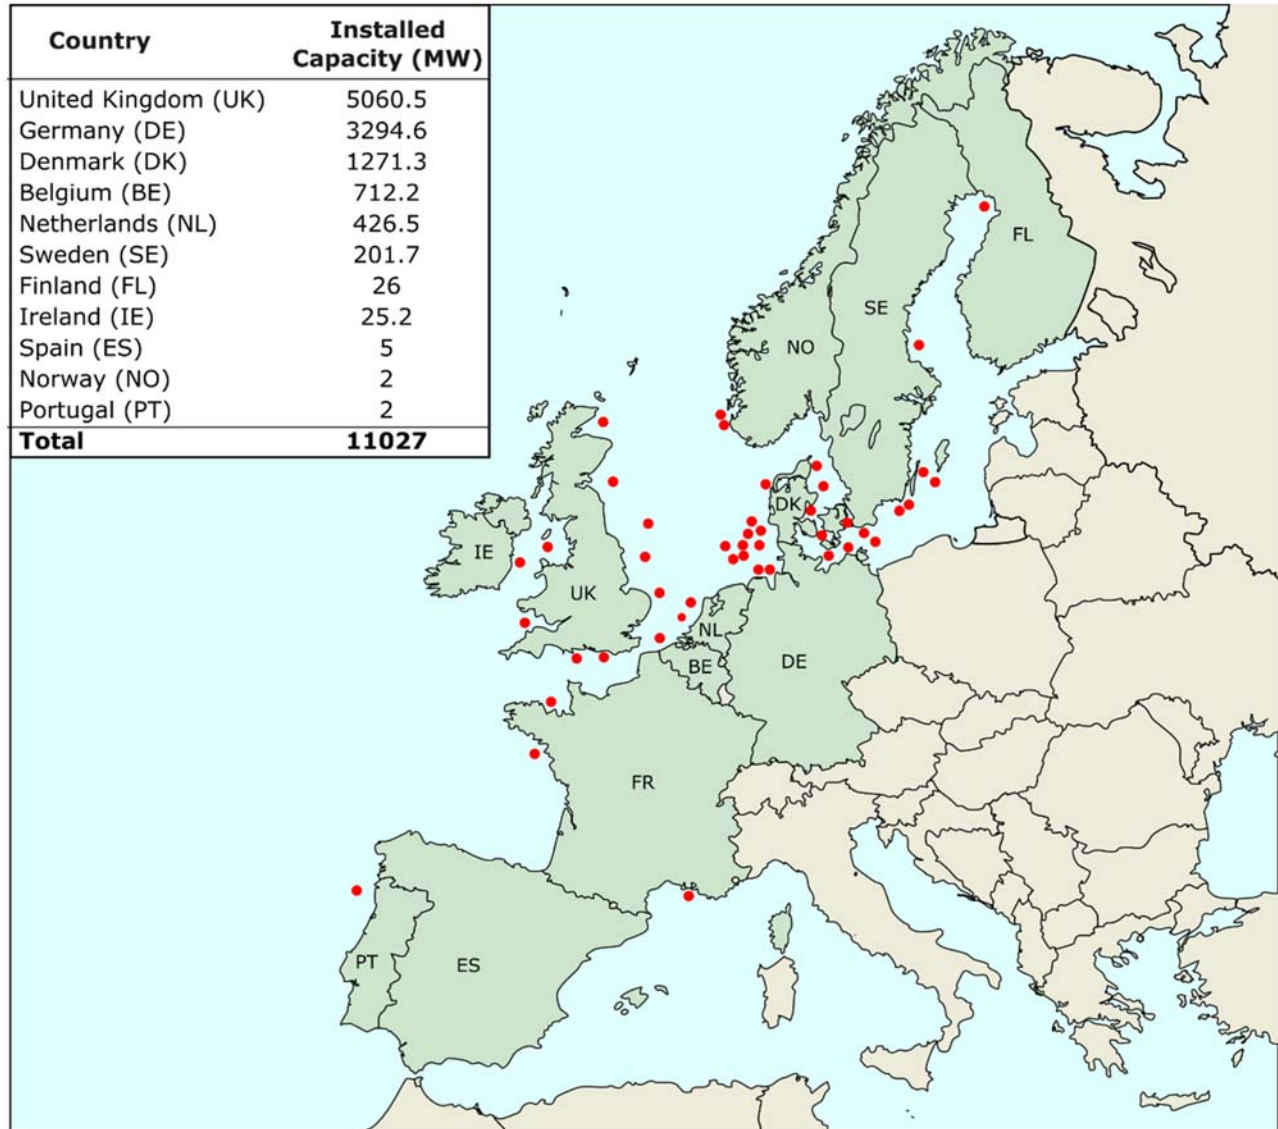 Country Installed Capacity (MW)
United Kingdom (UK) 5060.5
Germany (DE) 3294.6
Denmark (DK) 1271.3
Belgium (BE) 712.2
Netherlands (NL) 426.5
Sweden (SE) 201.7
Finland (FL) 26
Ireland (IE) 25.2
Spain (ES) 5
Norway (NO) 2
Portugal (PT) 2
Total 11027
FL
SE
NO
DK
IE
UK
NL
BE
DE
FR
PT
ES